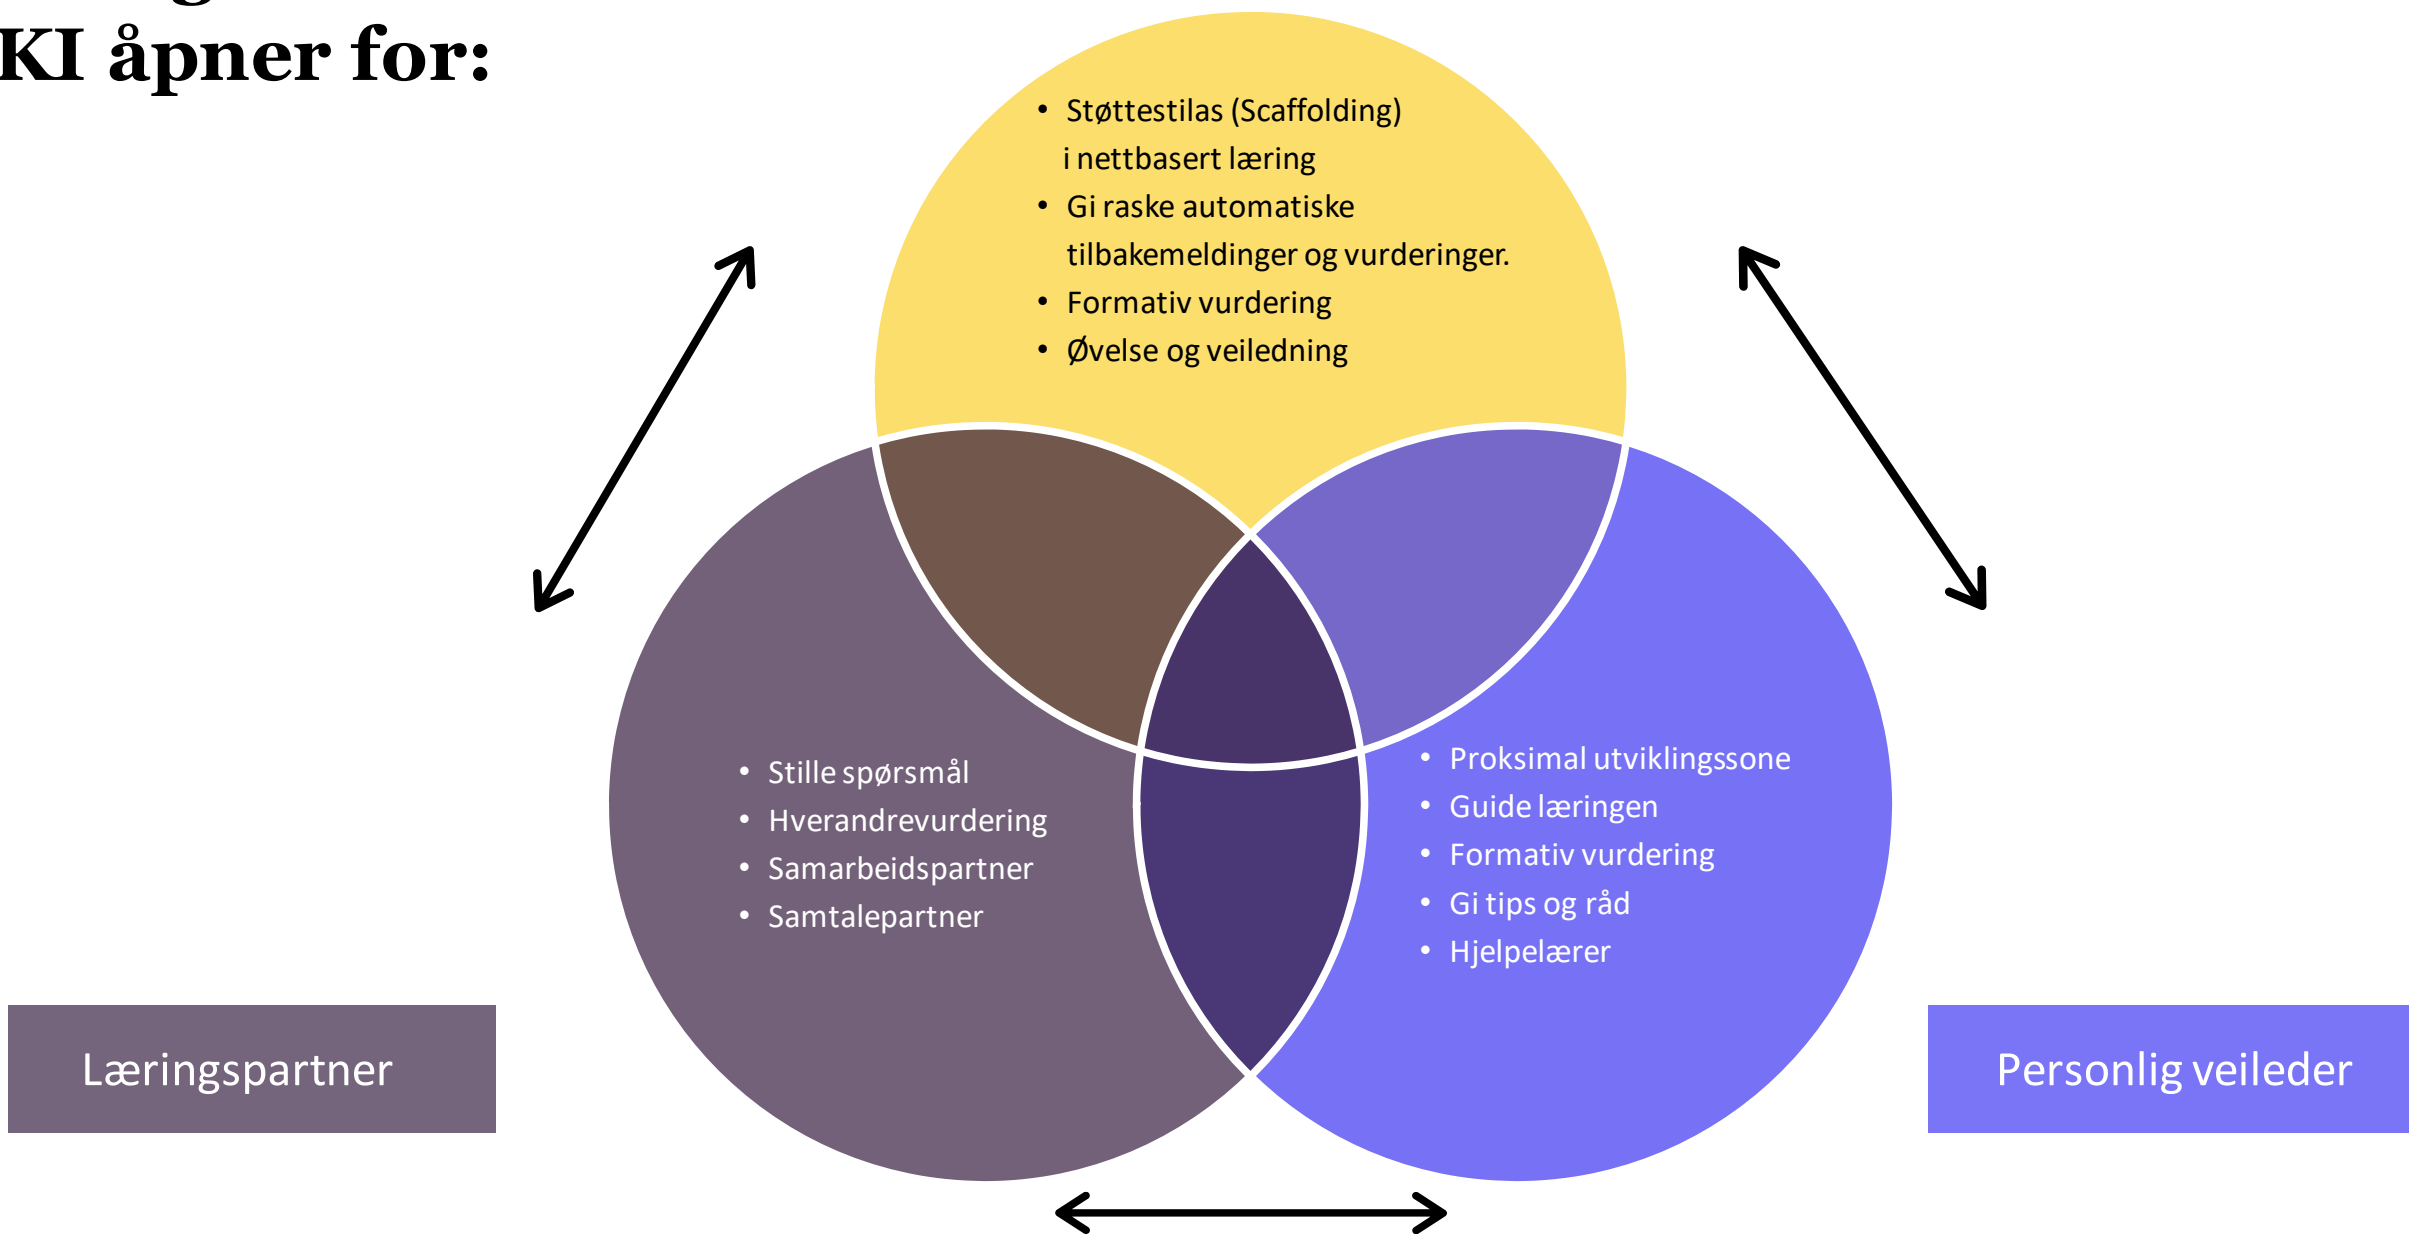 KI åpner for:
• Støttestilas (Scaffolding)
i nettbasert læring
• Gi raske automatiske
tilbakemeldinger og vurderinger.
• Formativ vurdering
• Øvelse og veiledning
• Stille spørsmål
• Hverandrevurdering
• Samarbeidspartner
• Samtalepartner
• Proksimal utviklingssone
• Guide læringen
• Formativ vurdering
• Gi tips og råd
• Hjelpelærer
Læringspartner
Personlig veileder